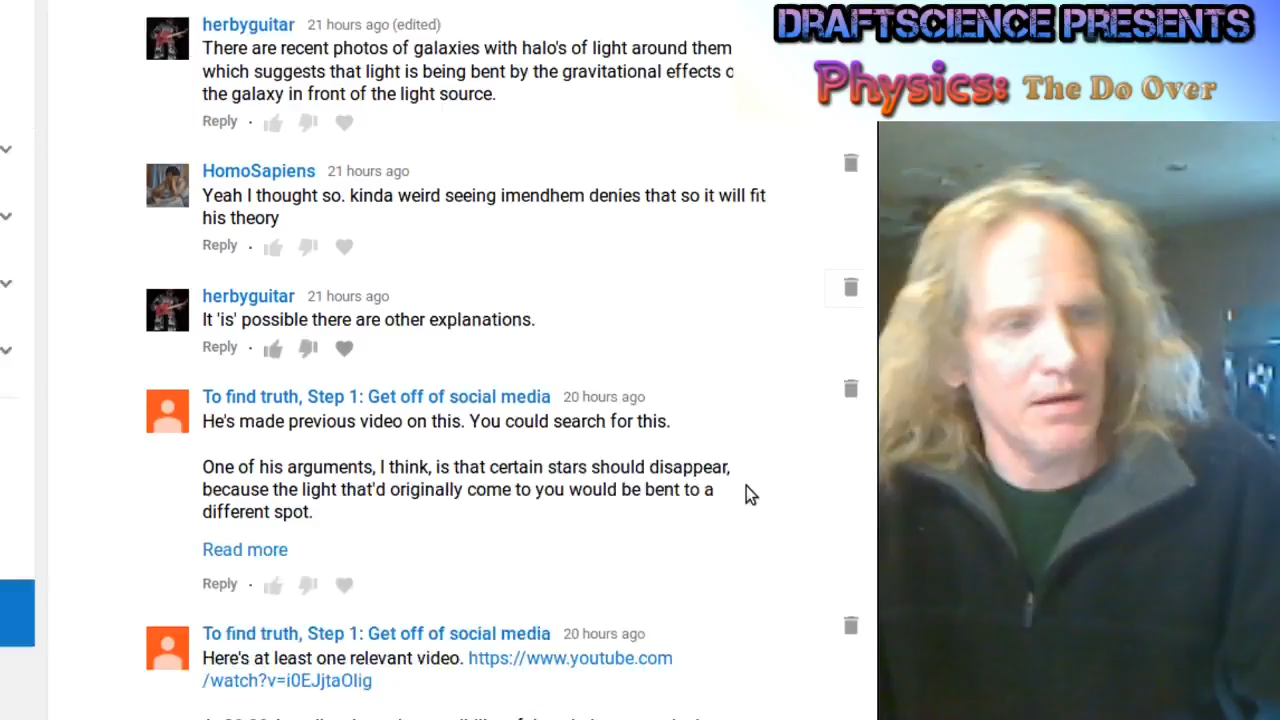 DRAFTSCIENCE PRESENTS
Physics: The Do Over
herbyguitar 21 hours ago (edited)
There are recent photos of galaxies with halo's of light around them
which suggests that light is being bent by the gravitational effects
the galaxy in front of the light source.
Reply
HomoSapiens 21 hours ago
Yeah I thought so. kinda weird seeing imendhem denies that so it will fit
his theory
Reply
herbyguitar 21 hours ago
It 'is' possible there are other explanations.
Reply
To find truth, Step 1: Get off of social media 20 hours ago
He's made previous video on this. You could search for this.
One of his arguments, I think, is that certain stars should disappear,
because the light that'd originally come to you would be bent to a
different spot.
Read more
Reply
To find truth, Step 1: Get off of social media 20 hours ago
Here's at least one relevant video. https://www.youtube.com
/watch?v=i0EJjtaOlig